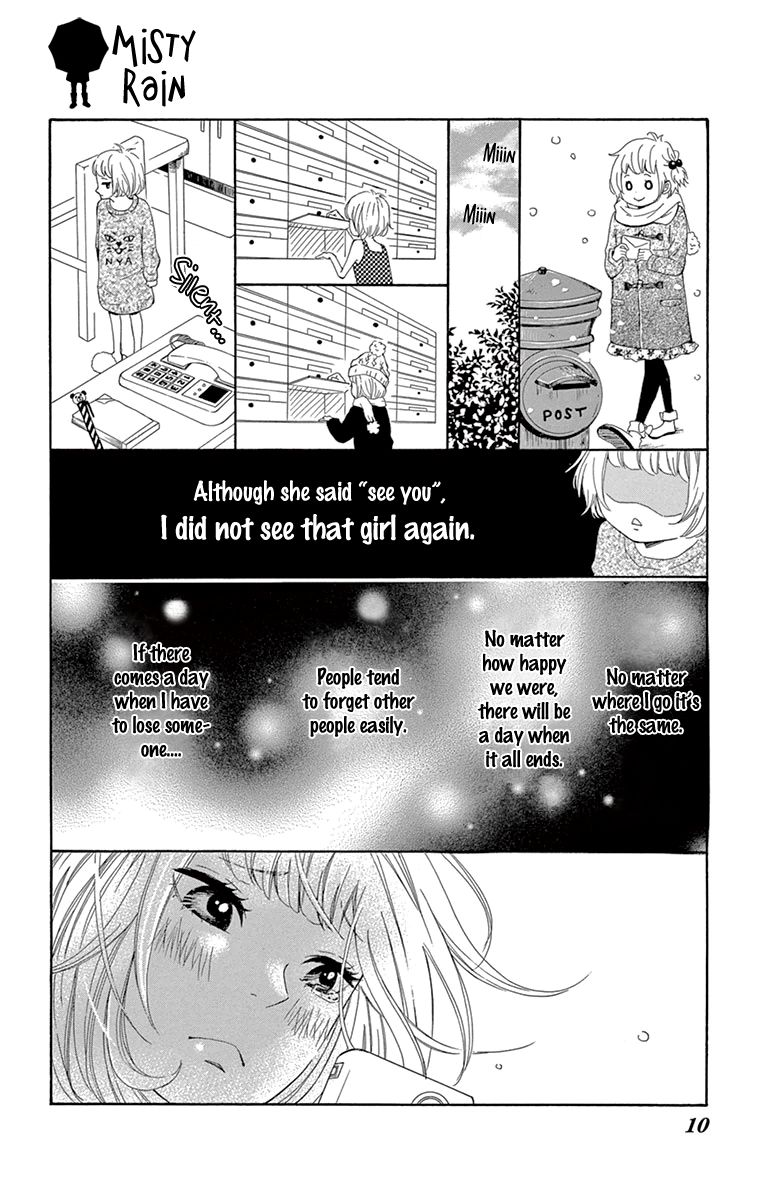 MiSTY
RaiN
POST
Miiin
Miiin
NYA
Silent...
Although she said "see you",
I did not see that girl again.
No matter
where I go it's
the same.
No matter
how happy
we were,
there will be
a day when
it all ends.
People tend
to forget other
people easily.
If there
comes a day
when I have
to lose some-
one....
10